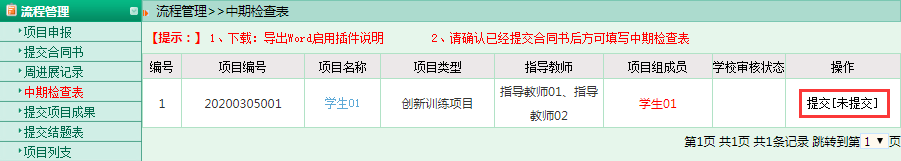 流程管理
项目申报
提交合同书
周进展记录
中期检查表
提交项目成果
提交结题表
项目列支
流程管理>>中期检查表
【提示：】1、下载：导出Word启用插件说明 2、请确认已经提交合同书后方可填写中期检查表
编号 项目编号 项目名称 项目类型 指导教师 项目组成员 学校审核状态 操作
1 20200305001 学生01 创新训练项目 指导教师01、指导教师02 学生01 提交[未提交]
第1页 共1页 共1条记录 跳转到第 1 页